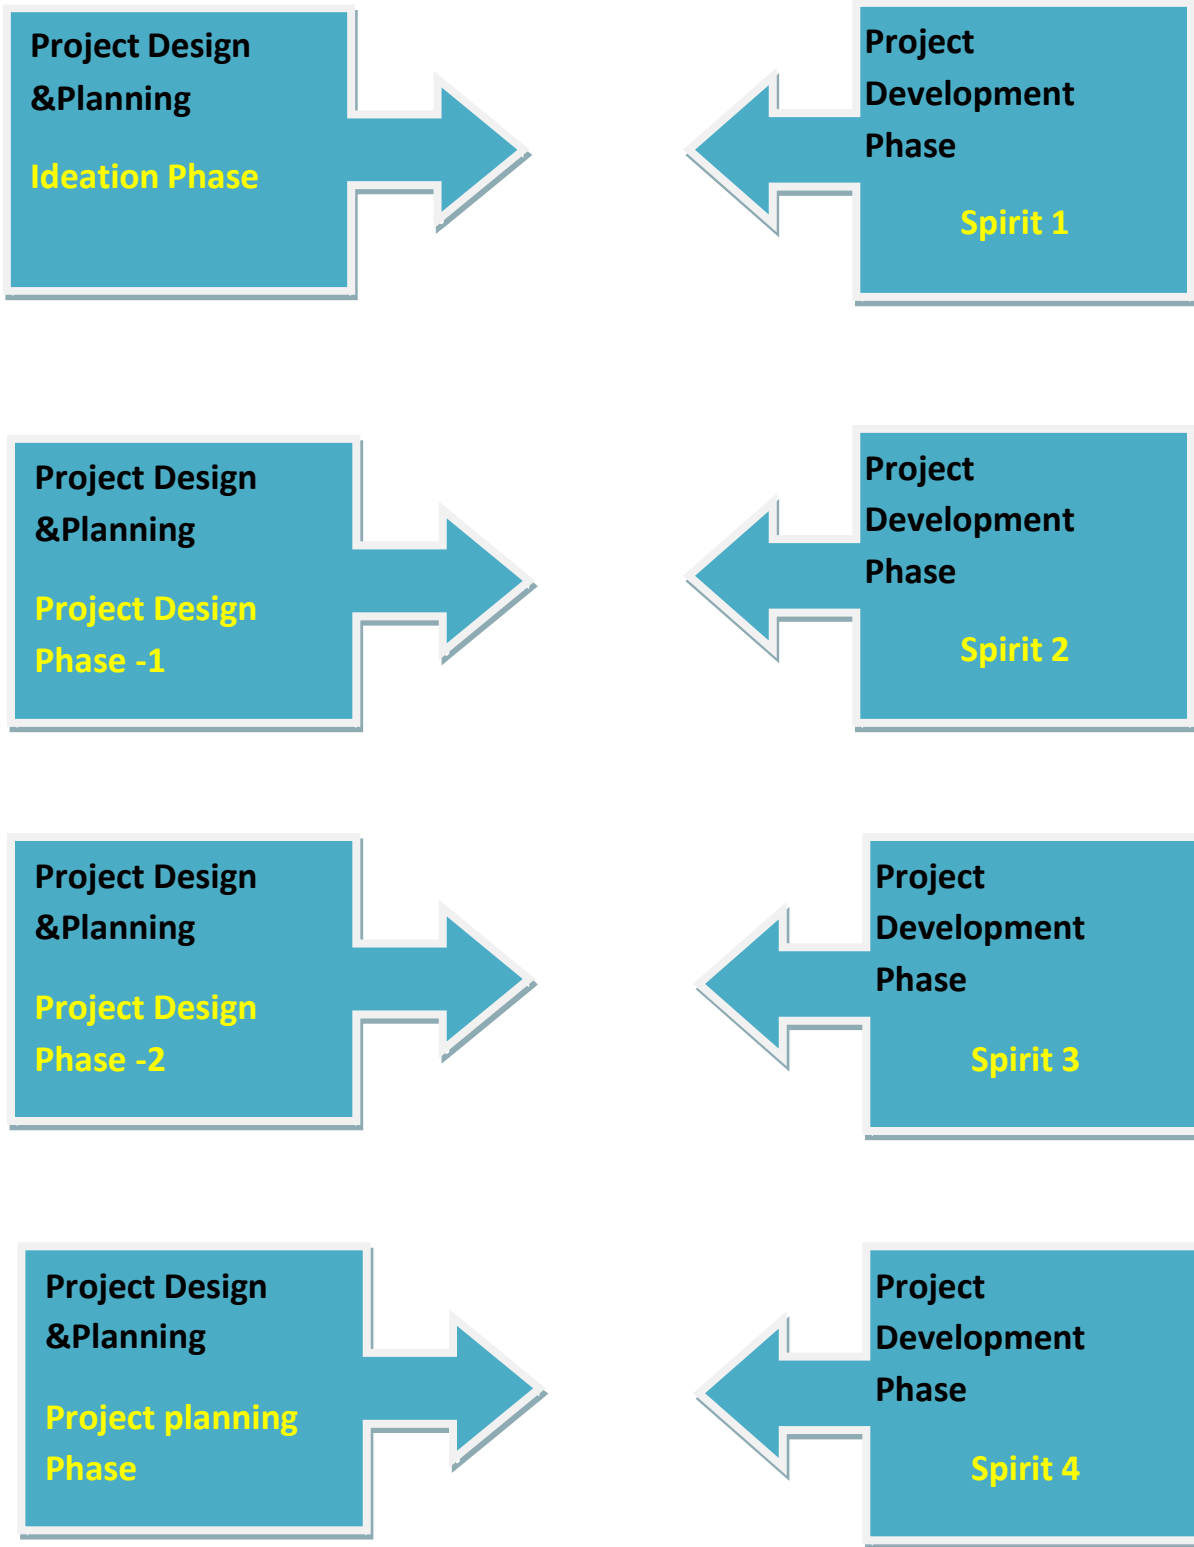 Project Design
&Planning
Ideation Phase
Project
Development
Phase
Spirit 1
Project Design
&Planning
Project Design
Phase -1
Project
Development
Phase
Spirit 2
Project Design
&Planning
Project Design
Phase -2
Project
Development
Phase
Spirit 3
Project Design
&Planning
Project planning
Phase
Project
Development
Phase
Spirit 4